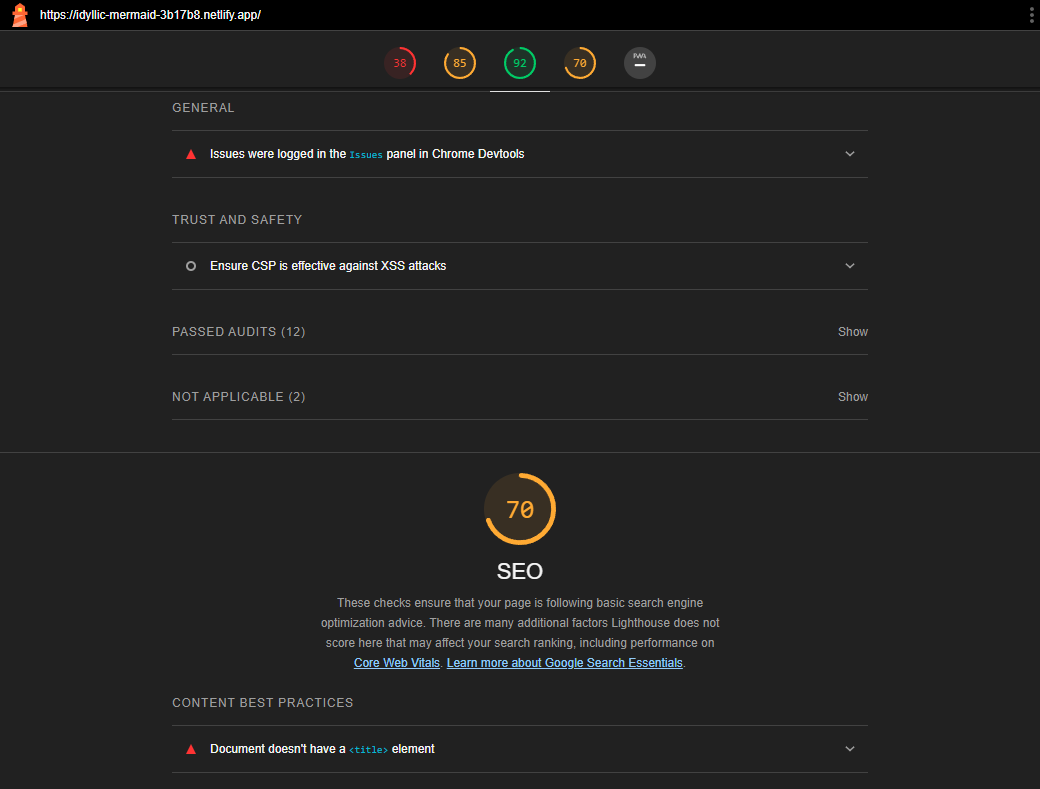 https://idyllic-mermaid-3b17b8.netlify.app/
38 85 92 70 PWA
GENERAL
Issues were logged in the Issues panel in Chrome Devtools
TRUST AND SAFETY
Ensure CSP is effective against XSS attacks
PASSED AUDITS (12) Show
NOT APPLICABLE (2) Show
70
SEO
These checks ensure that your page is following basic search engine
optimization advice. There are many additional factors Lighthouse does not
score here that may affect your search ranking, including performance on
Core Web Vitals. Learn more about Google Search Essentials.
CONTENT BEST PRACTICES
Document doesn't have a <title> element